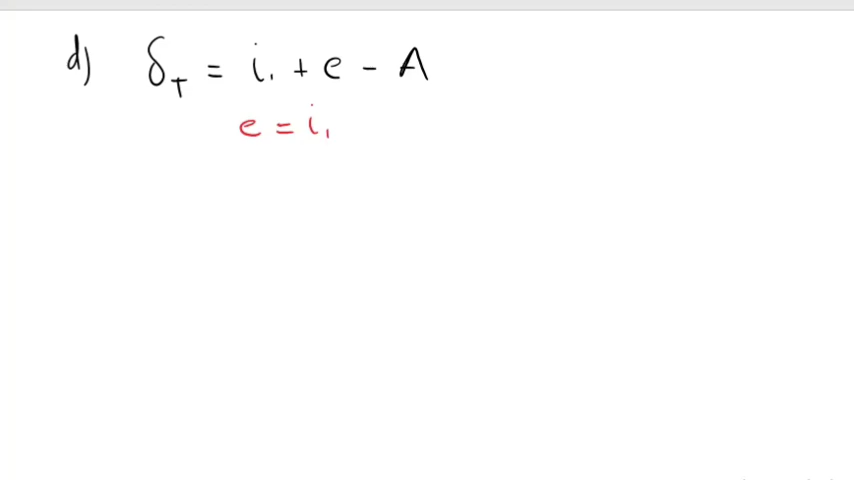 d) δ_T = i₁ + e - A
e = i₁